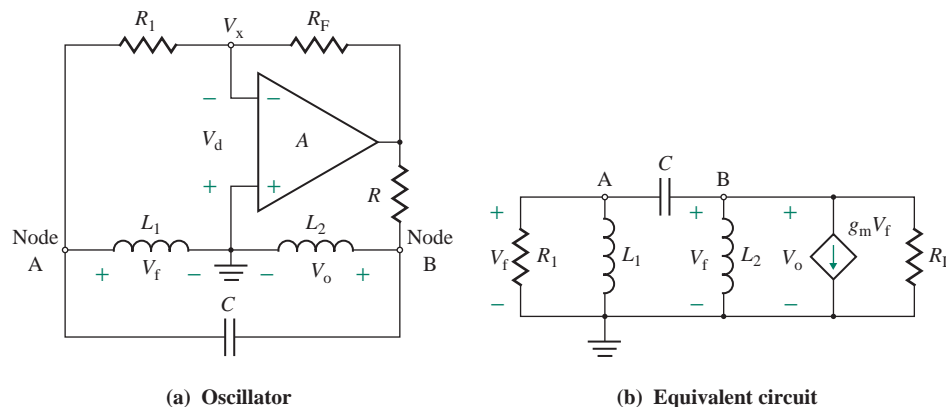 R1 Vx RF
− −
Vd A
+ +
R
Node L1 L2 Node
A + Vf − − Vo + B
C
(a) Oscillator
A C B
+ + + gmVf
Vf R1 L1 Vf L2 Vo
− − −
(b) Equivalent circuit